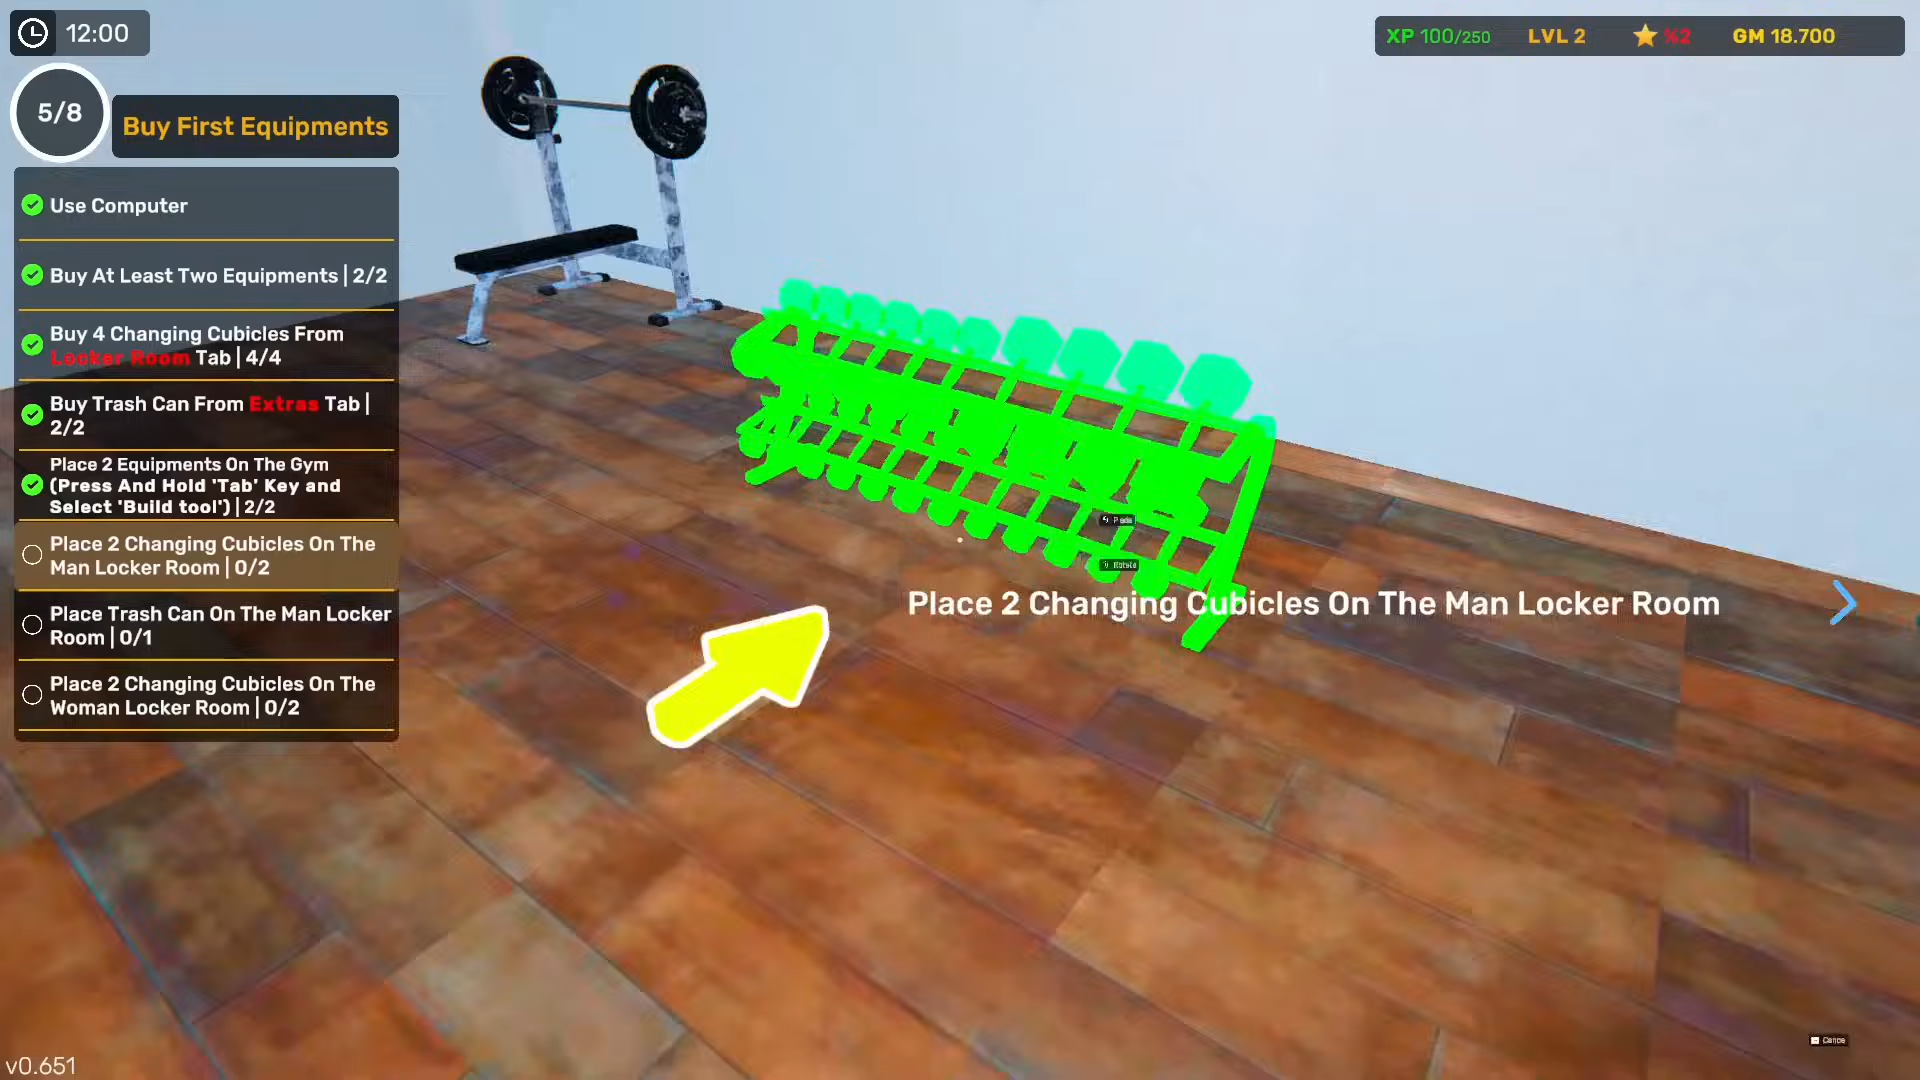 12:00
XP 100/250 LVL 2 %2 GM 18.700
5/8
Buy First Equipments
Use Computer
Buy At Least Two Equipments | 2/2
Buy 4 Changing Cubicles From
Locker Room Tab | 4/4
Buy Trash Can From Extras Tab |
2/2
Place 2 Equipments On The Gym
(Press And Hold 'Tab' Key and
Select 'Build tool') | 2/2
Place 2 Changing Cubicles On The
Man Locker Room | 0/2
Place Trash Can On The Man Locker
Room | 0/1
Place 2 Changing Cubicles On The
Woman Locker Room | 0/2
Rotate
Place 2 Changing Cubicles On The Man Locker Room
v0.651